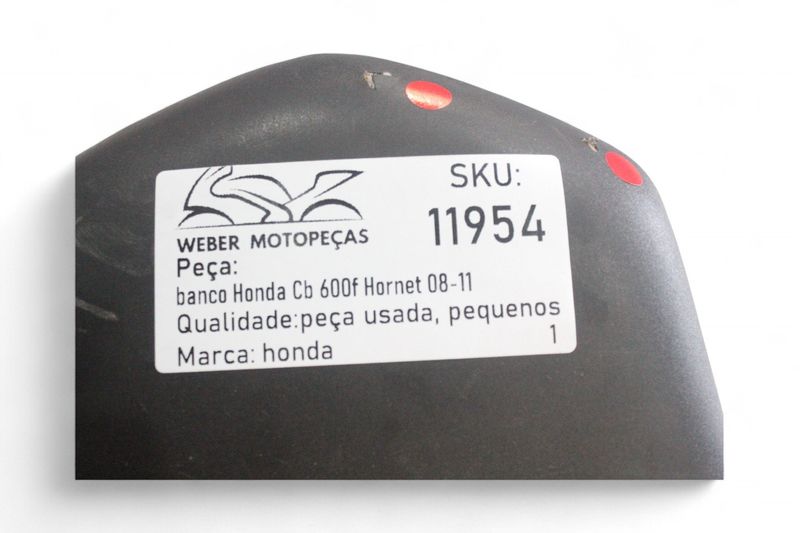 WEBER MOTOPEÇAS
SKU:
11954
Peça:
banco Honda Cb 600f Hornet 08-11
Qualidade:peça usada, pequenos
1
Marca: honda